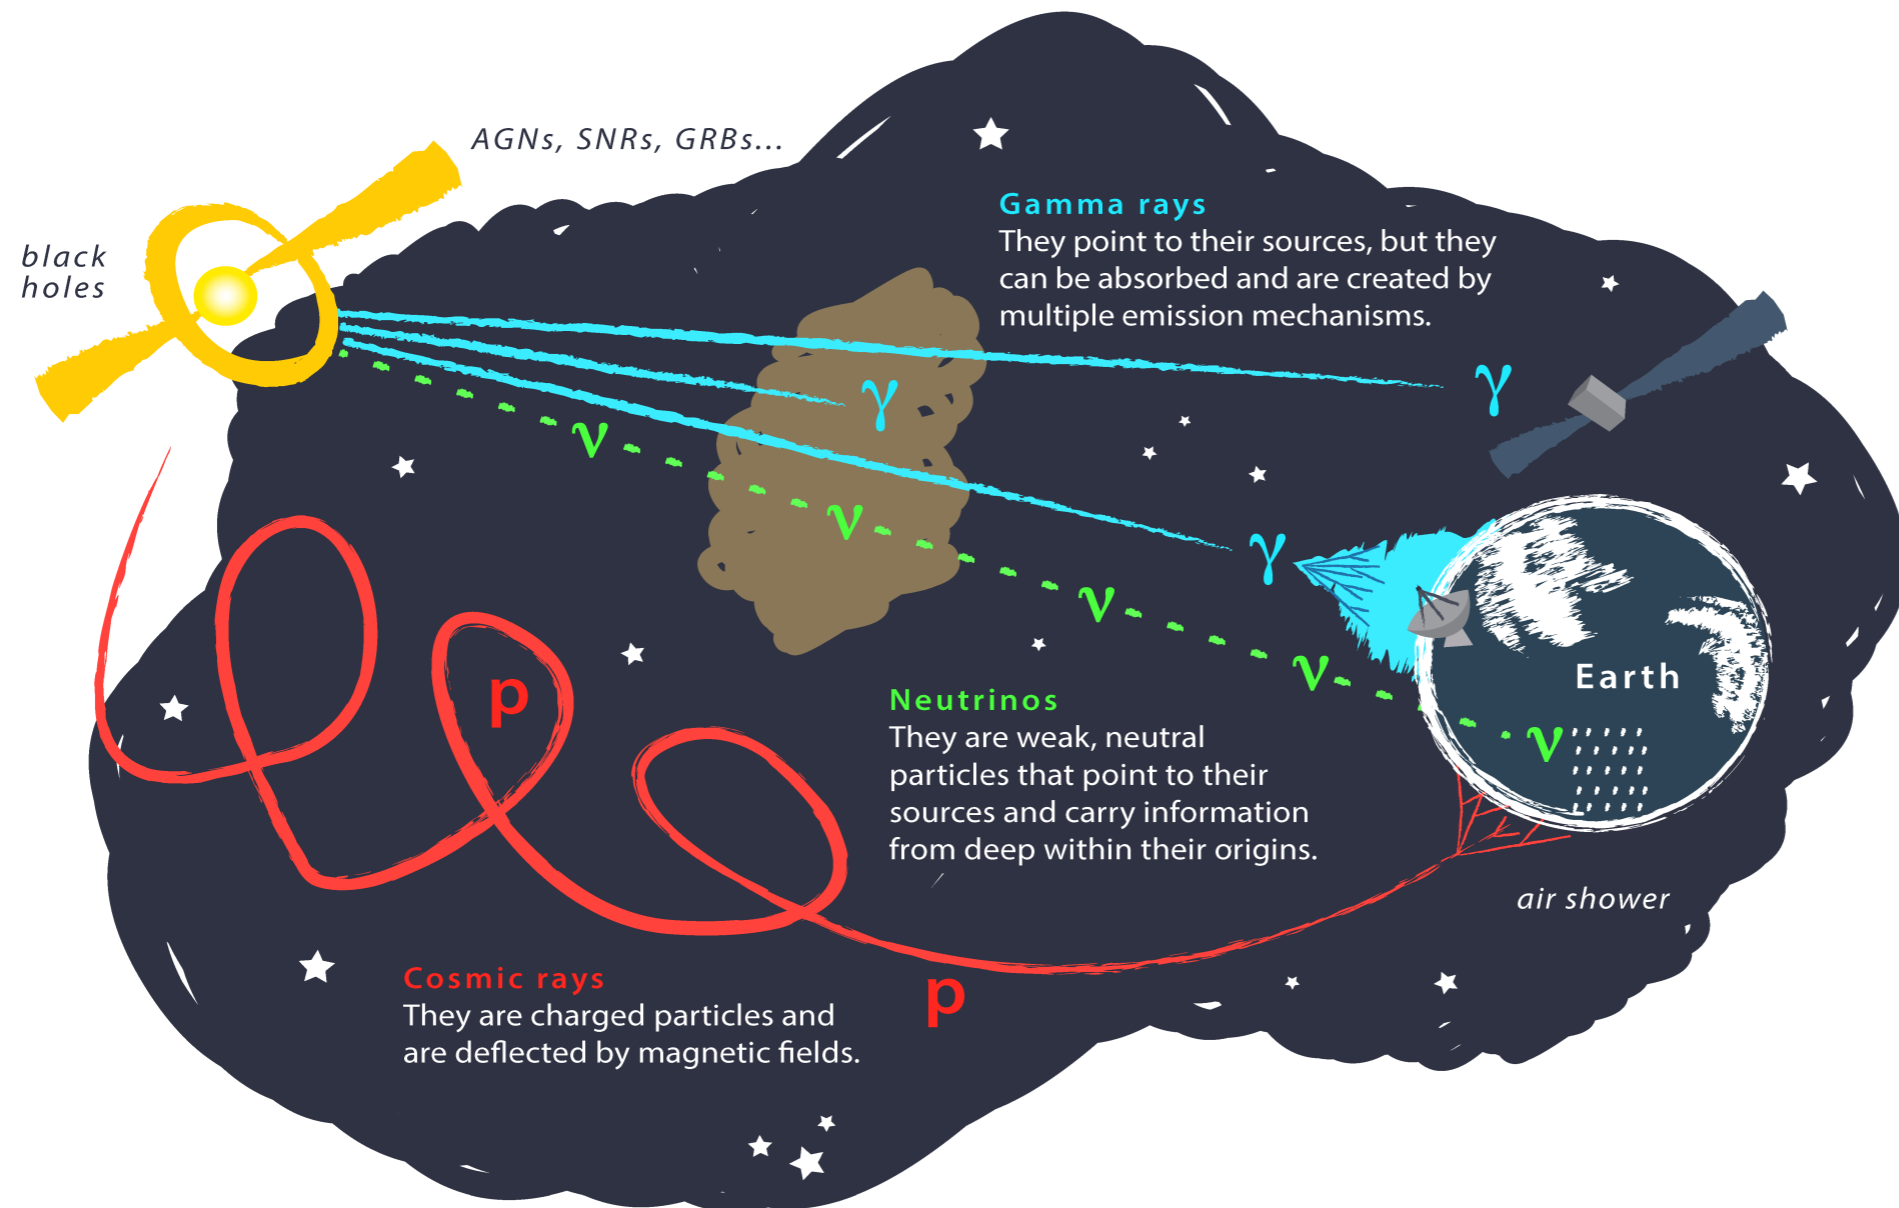 AGNs, SNRs, GRBs...
black
holes
Gamma rays
They point to their sources, but they
can be absorbed and are created by
multiple emission mechanisms.
γ
γ
ν
ν
γ
ν
ν
Earth
p
Neutrinos
They are weak, neutral
particles that point to their
sources and carry information
from deep within their origins.
ν
air shower
Cosmic rays
They are charged particles and
are deflected by magnetic fields.
p